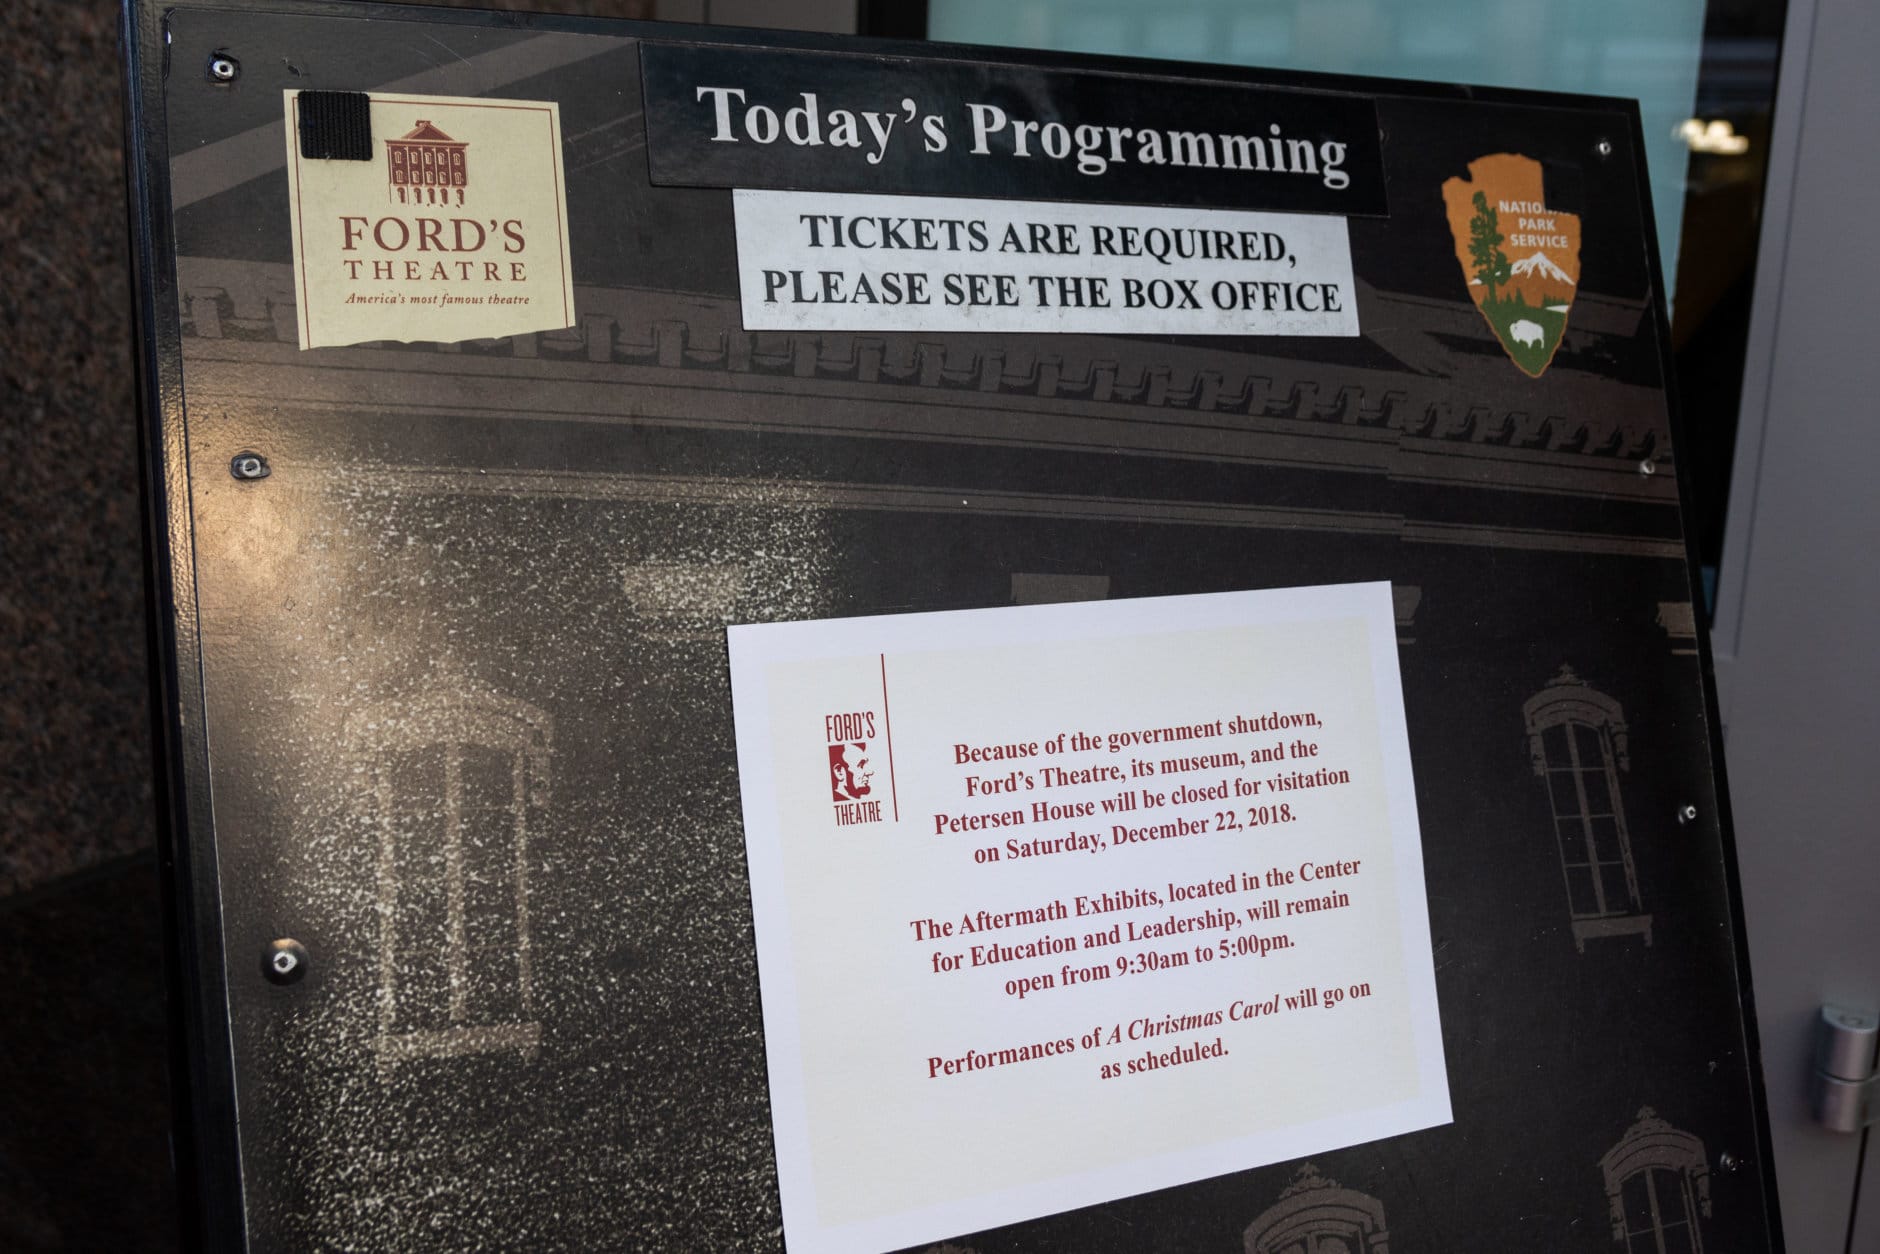 FORD'S
THEATRE
America's most famous theatre
Today's Programming
TICKETS ARE REQUIRED,
PLEASE SEE THE BOX OFFICE
NATIONAL
PARK
SERVICE
FORD'S
THEATRE
Because of the government shutdown,
Ford's Theatre, its museum, and the
Petersen House will be closed for visitation
on Saturday, December 22, 2018.
The Aftermath Exhibits, located in the Center
for Education and Leadership, will remain
open from 9:30am to 5:00pm.
Performances of A Christmas Carol will go on
as scheduled.